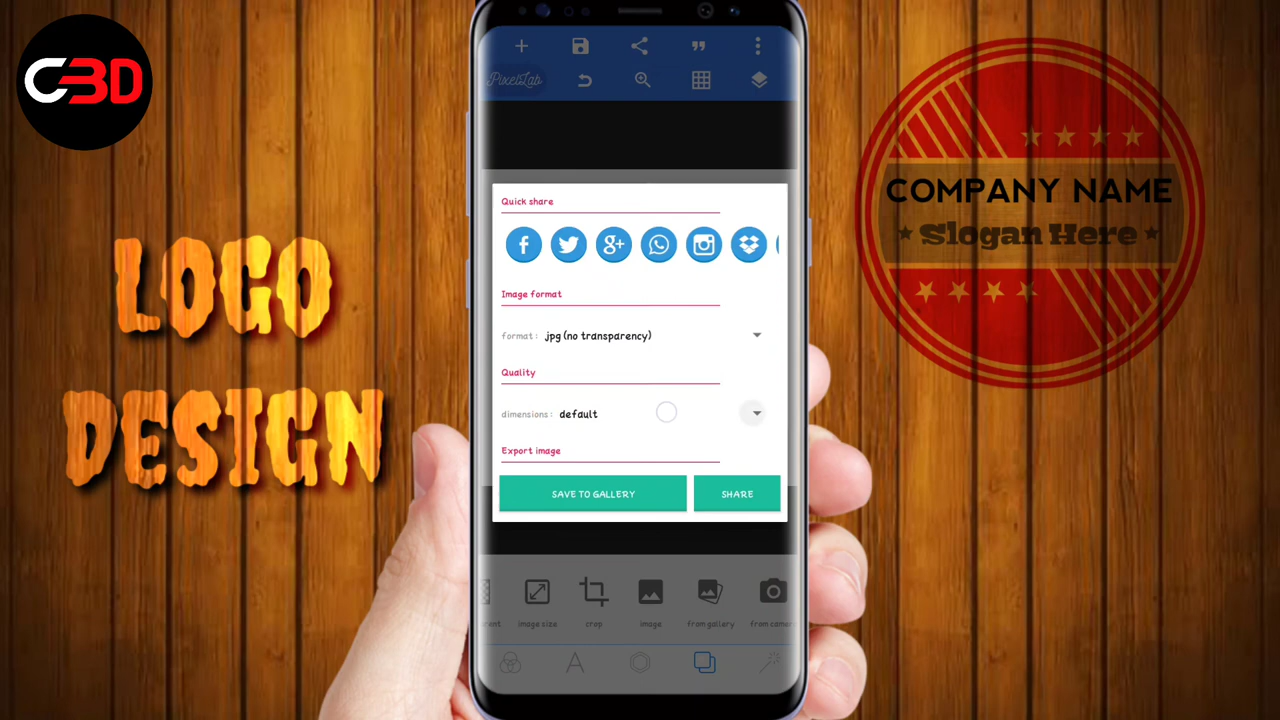 C3D
LOGO
DESIGN
PixelLab
Quick share
Image format
format: jpg (no transparency)
Quality
dimensions: default
Export image
SAVE TO GALLERY
SHARE
image size
crop
image
from gallery
COMPANY NAME
Slogan Here